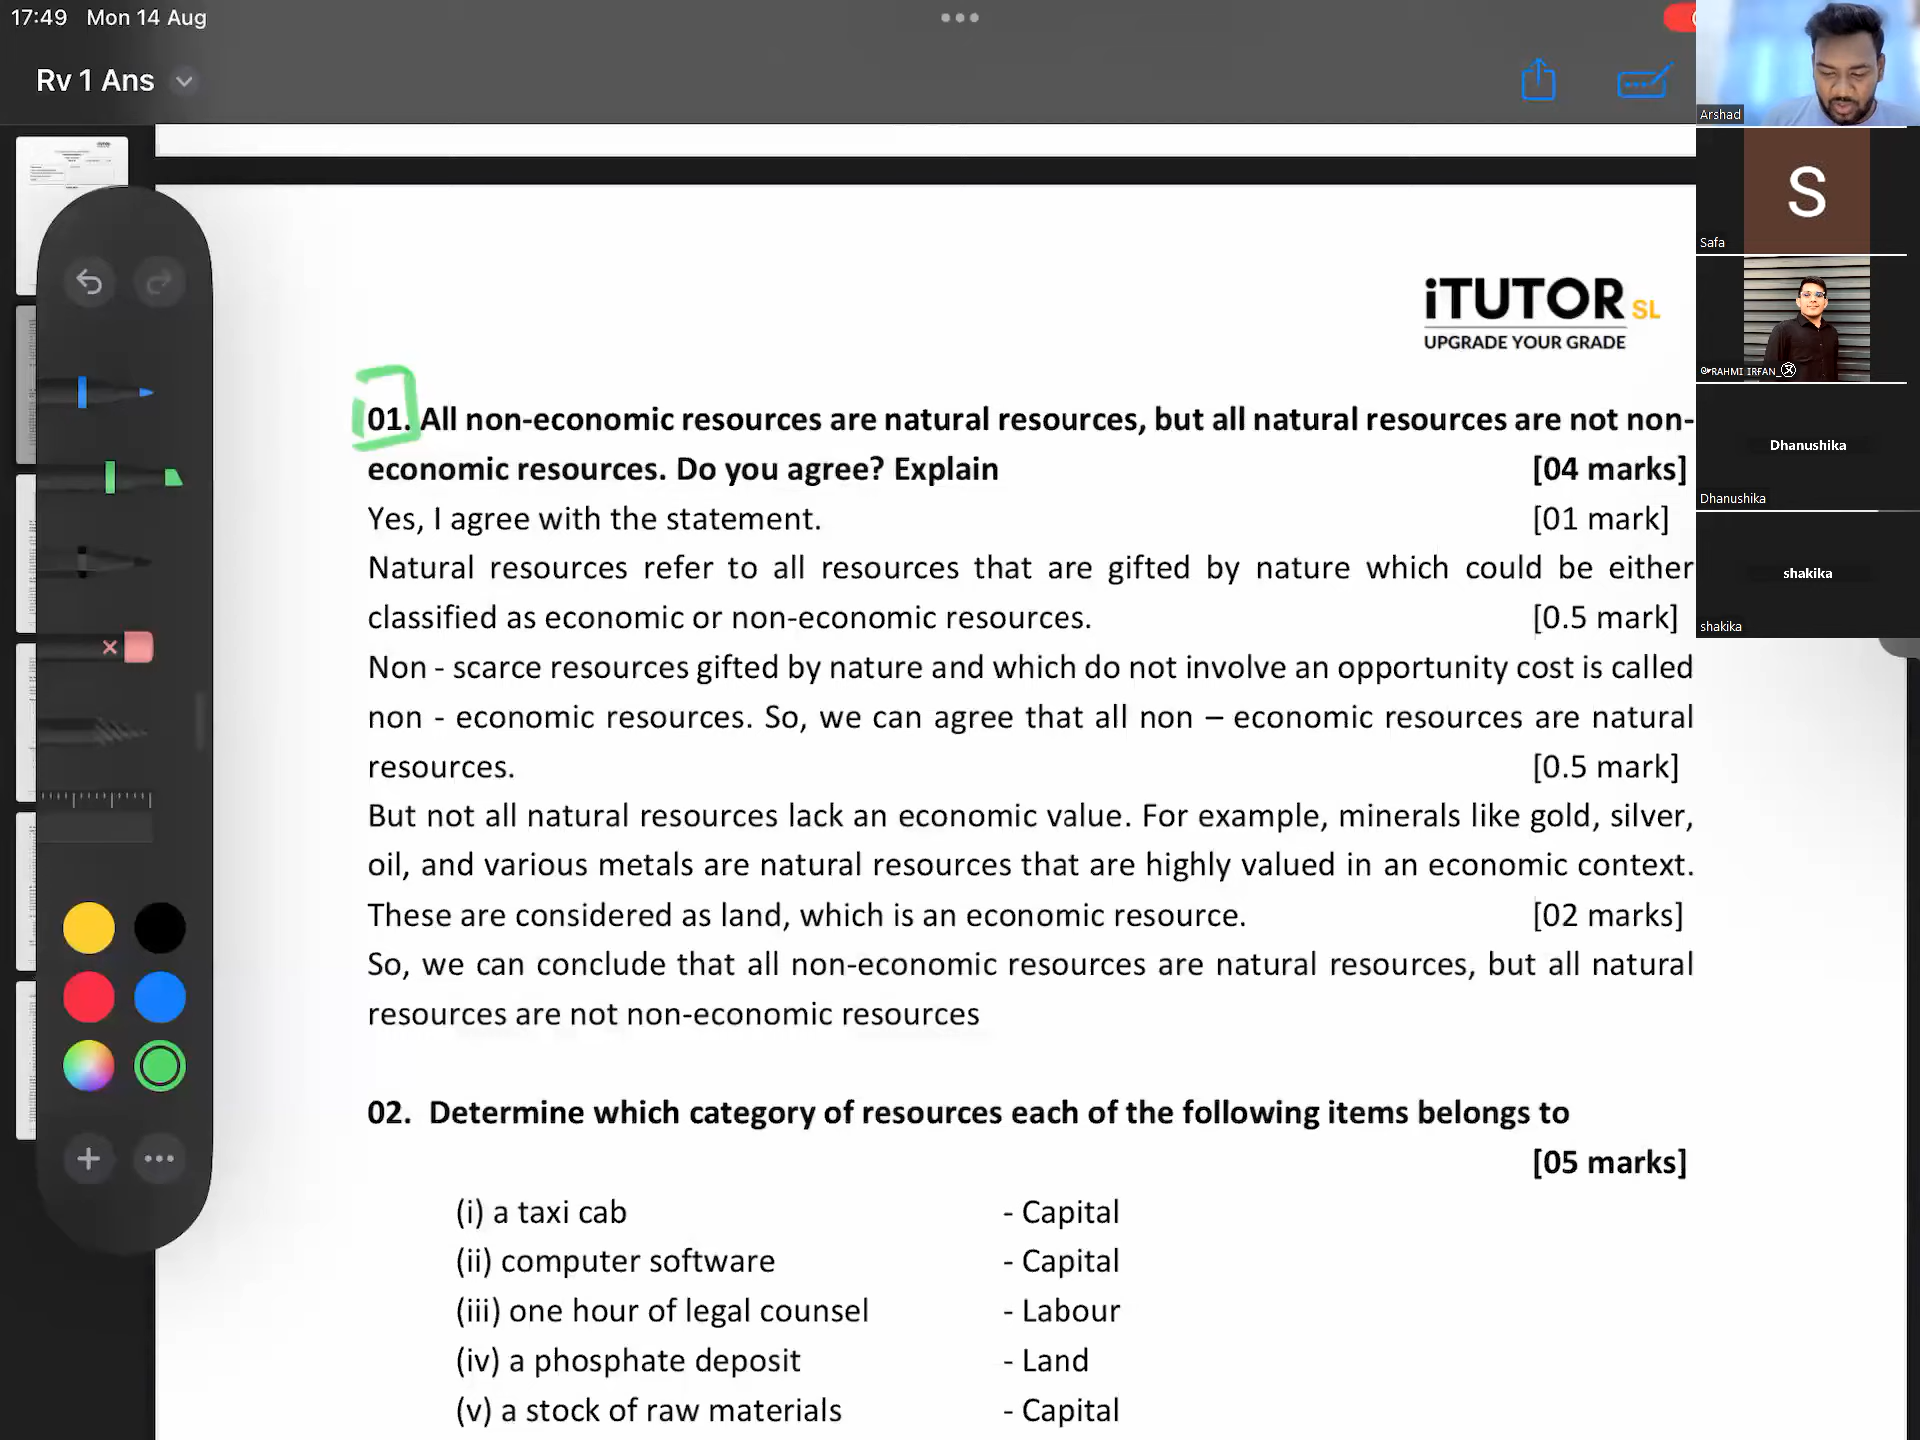 17:49 Mon 14 Aug
Rv 1 Ans
Arshad
S
Safa
RAHMI IRFAN_
Dhanushika
Dhanushika
shakika
shakika
iTUTOR SL
UPGRADE YOUR GRADE
01. All non-economic resources are natural resources, but all natural resources are not non-
economic resources. Do you agree? Explain [04 marks]
Yes, I agree with the statement. [01 mark]
Natural resources refer to all resources that are gifted by nature which could be either
classified as economic or non-economic resources. [0.5 mark]
Non - scarce resources gifted by nature and which do not involve an opportunity cost is called
non - economic resources. So, we can agree that all non – economic resources are natural
resources. [0.5 mark]
But not all natural resources lack an economic value. For example, minerals like gold, silver,
oil, and various metals are natural resources that are highly valued in an economic context.
These are considered as land, which is an economic resource. [02 marks]
So, we can conclude that all non-economic resources are natural resources, but all natural
resources are not non-economic resources
02. Determine which category of resources each of the following items belongs to
[05 marks]
(i) a taxi cab - Capital
(ii) computer software - Capital
(iii) one hour of legal counsel - Labour
(iv) a phosphate deposit - Land
(v) a stock of raw materials - Capital